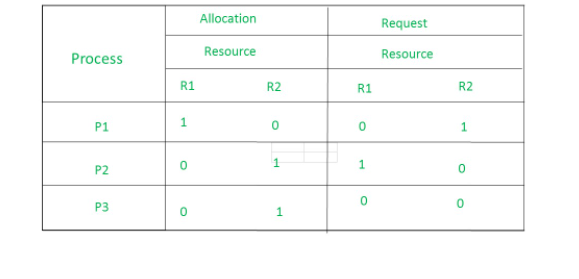 Allocation Request
Process Resource Resource
R1 R2 R1 R2
P1 1 0 0 1
P2 0 1 1 0
P3 0 1 0 0